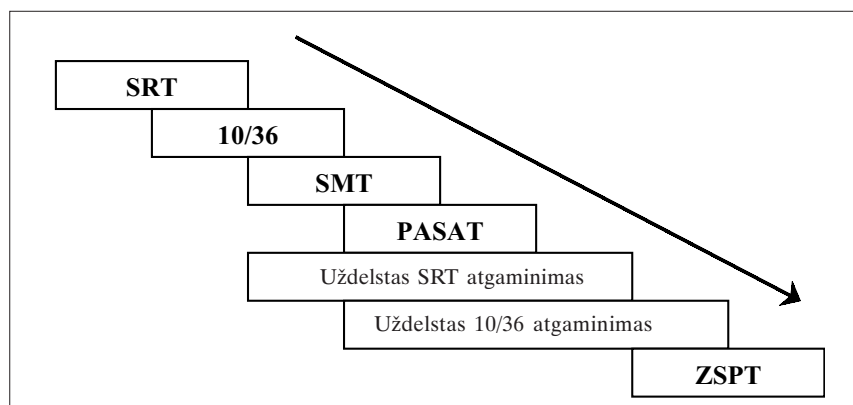 SRT
10/36
SMT
PASAT
Uždelstas SRT atgaminimas
Uždelstas 10/36 atgaminimas
ZSPT